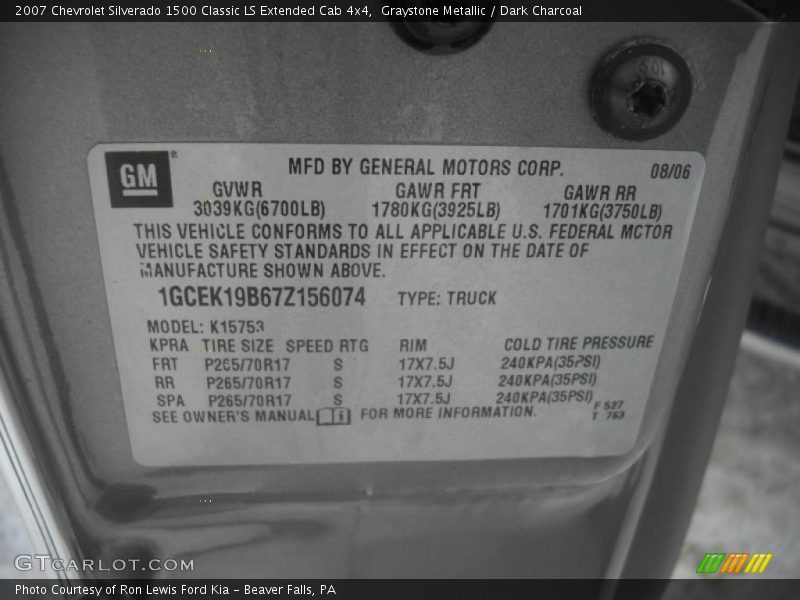 2007 Chevrolet Silverado 1500 Classic LS Extended Cab 4x4, Graystone Metallic / Dark Charcoal
109
GM ®
MFD BY GENERAL MOTORS CORP. 08/06
GVWR GAWR FRT GAWR RR
3039KG(6700LB) 1780KG(3925LB) 1701KG(3750LB)
THIS VEHICLE CONFORMS TO ALL APPLICABLE U.S. FEDERAL MOTOR
VEHICLE SAFETY STANDARDS IN EFFECT ON THE DATE OF
MANUFACTURE SHOWN ABOVE.
1GCEK19B67Z156074 TYPE: TRUCK
MODEL: K15753
KPRA TIRE SIZE SPEED RTG RIM COLD TIRE PRESSURE
FRT P265/70R17 S 17X7.5J 240KPA(35PSI)
RR P265/70R17 S 17X7.5J 240KPA(35PSI)
SPA P265/70R17 S 17X7.5J 240KPA(35PSI)
SEE OWNER'S MANUAL i FOR MORE INFORMATION.
F 527
T 763
GTCARLOT.COM
Photo Courtesy of Ron Lewis Ford Kia – Beaver Falls, PA